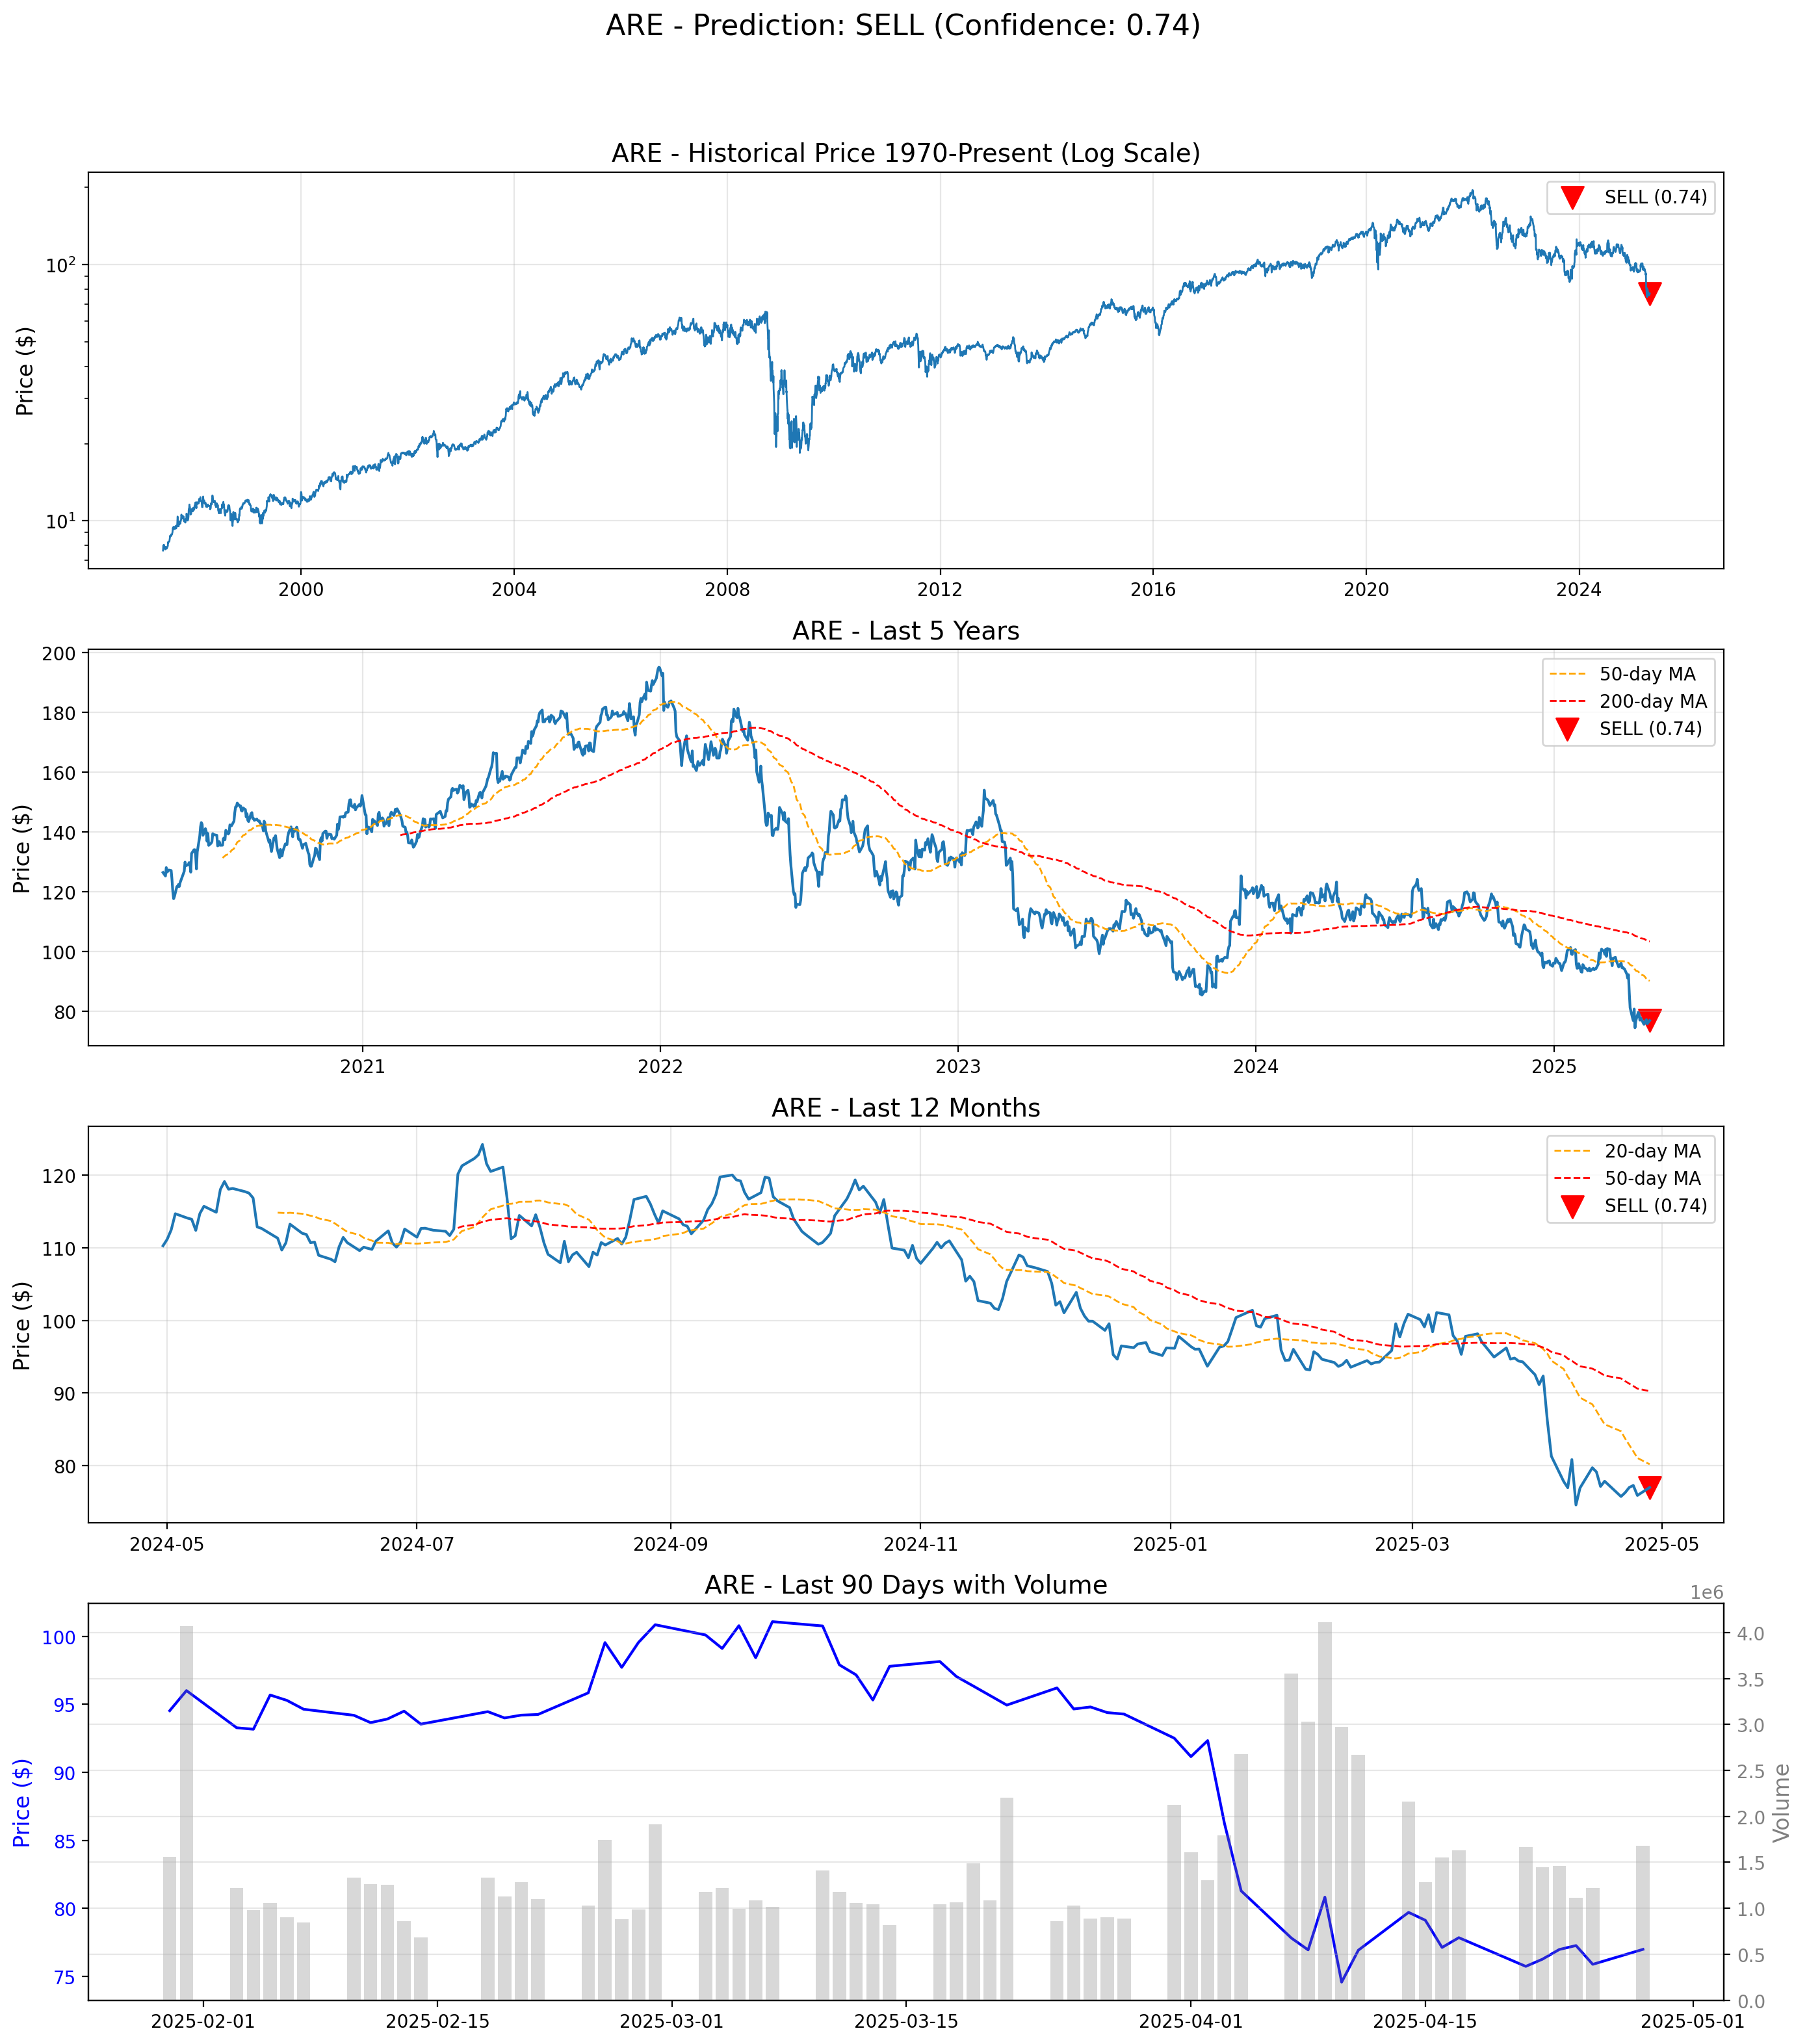 ARE - Prediction: SELL (Confidence: 0.74)
ARE - Historical Price 1970-Present (Log Scale)
SELL (0.74)
Price ($)
10²
10¹
2000 2004 2008 2012 2016 2020 2024
ARE - Last 5 Years
50-day MA
200-day MA
SELL (0.74)
Price ($)
200
180
160
140
120
100
80
2021 2022 2023 2024 2025
ARE - Last 12 Months
20-day MA
50-day MA
SELL (0.74)
Price ($)
120
110
100
90
80
2024-05 2024-07 2024-09 2024-11 2025-01 2025-03 2025-05
ARE - Last 90 Days with Volume
1e6
Price ($)
100
95
90
85
80
75
4.0
3.5
3.0
2.5
2.0
1.5
1.0
0.5
0.0
Volume
2025-02-01 2025-02-15 2025-03-01 2025-03-15 2025-04-01 2025-04-15 2025-05-01